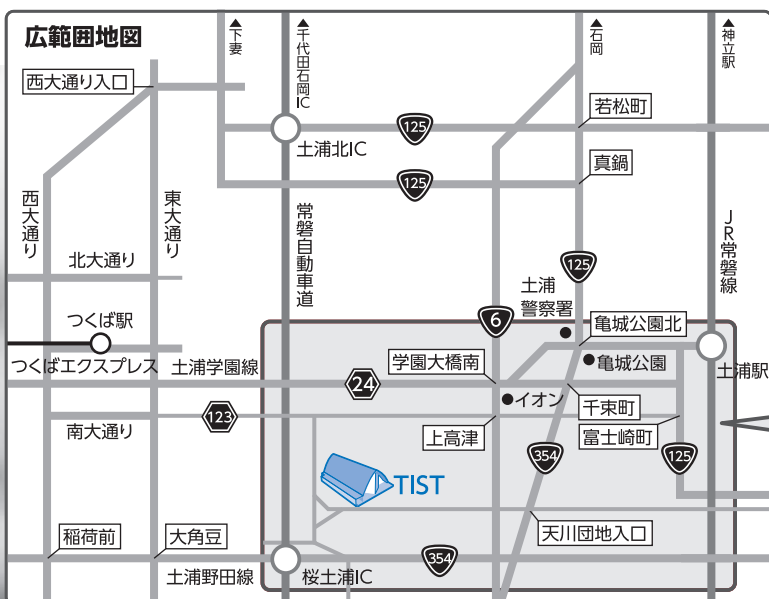 広範囲地図
▲下妻
▲千代田石岡IC
▲石岡
▲神立駅
西大通り入口
125
若松町
土浦北IC
真鍋
125
西大通り
東大通り
常磐自動車道
JR常磐線
北大通り
125
土浦
警察署
6
亀城公園北
つくば駅
つくばエクスプレス
土浦学園線
学園大橋南
亀城公園
土浦駅
24
イオン
千束町
123
南大通り
上高津
富士崎町
354
125
TIST
稲荷前
大角豆
天川団地入口
土浦野田線
桜土浦IC
354